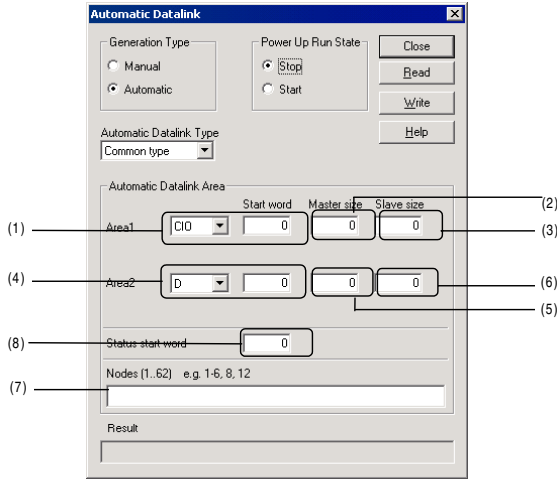 Automatic Datalink
Generation Type
Manual
Automatic
Power Up Run State
Stop
Start
Close
Read
Write
Help
Automatic Datalink Type
Common type
Automatic Datalink Area
Start word Master size Slave size
(2)
(1) Area1 CIO 0 0 0 (3)
(4) Area2 D 0 0 0 (6)
(5)
(8) Status start word 0
Nodes (1..62) e.g. 1-6, 8, 12
(7)
Result